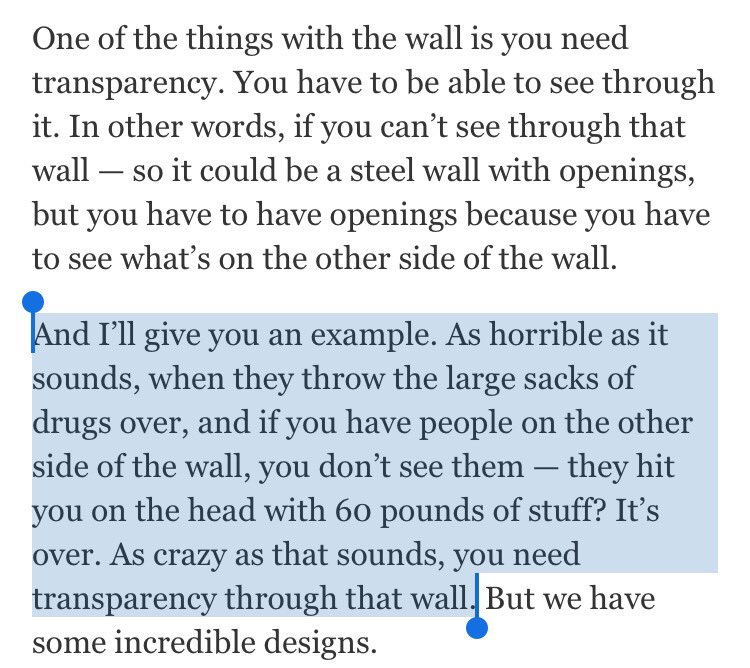 One of the things with the wall is you need
transparency. You have to be able to see through
it. In other words, if you can’t see through that
wall — so it could be a steel wall with openings,
but you have to have openings because you have
to see what’s on the other side of the wall.
And I’ll give you an example. As horrible as it
sounds, when they throw the large sacks of
drugs over, and if you have people on the other
side of the wall, you don’t see them — they hit
you on the head with 60 pounds of stuff? It’s
over. As crazy as that sounds, you need
transparency through that wall. But we have
some incredible designs.